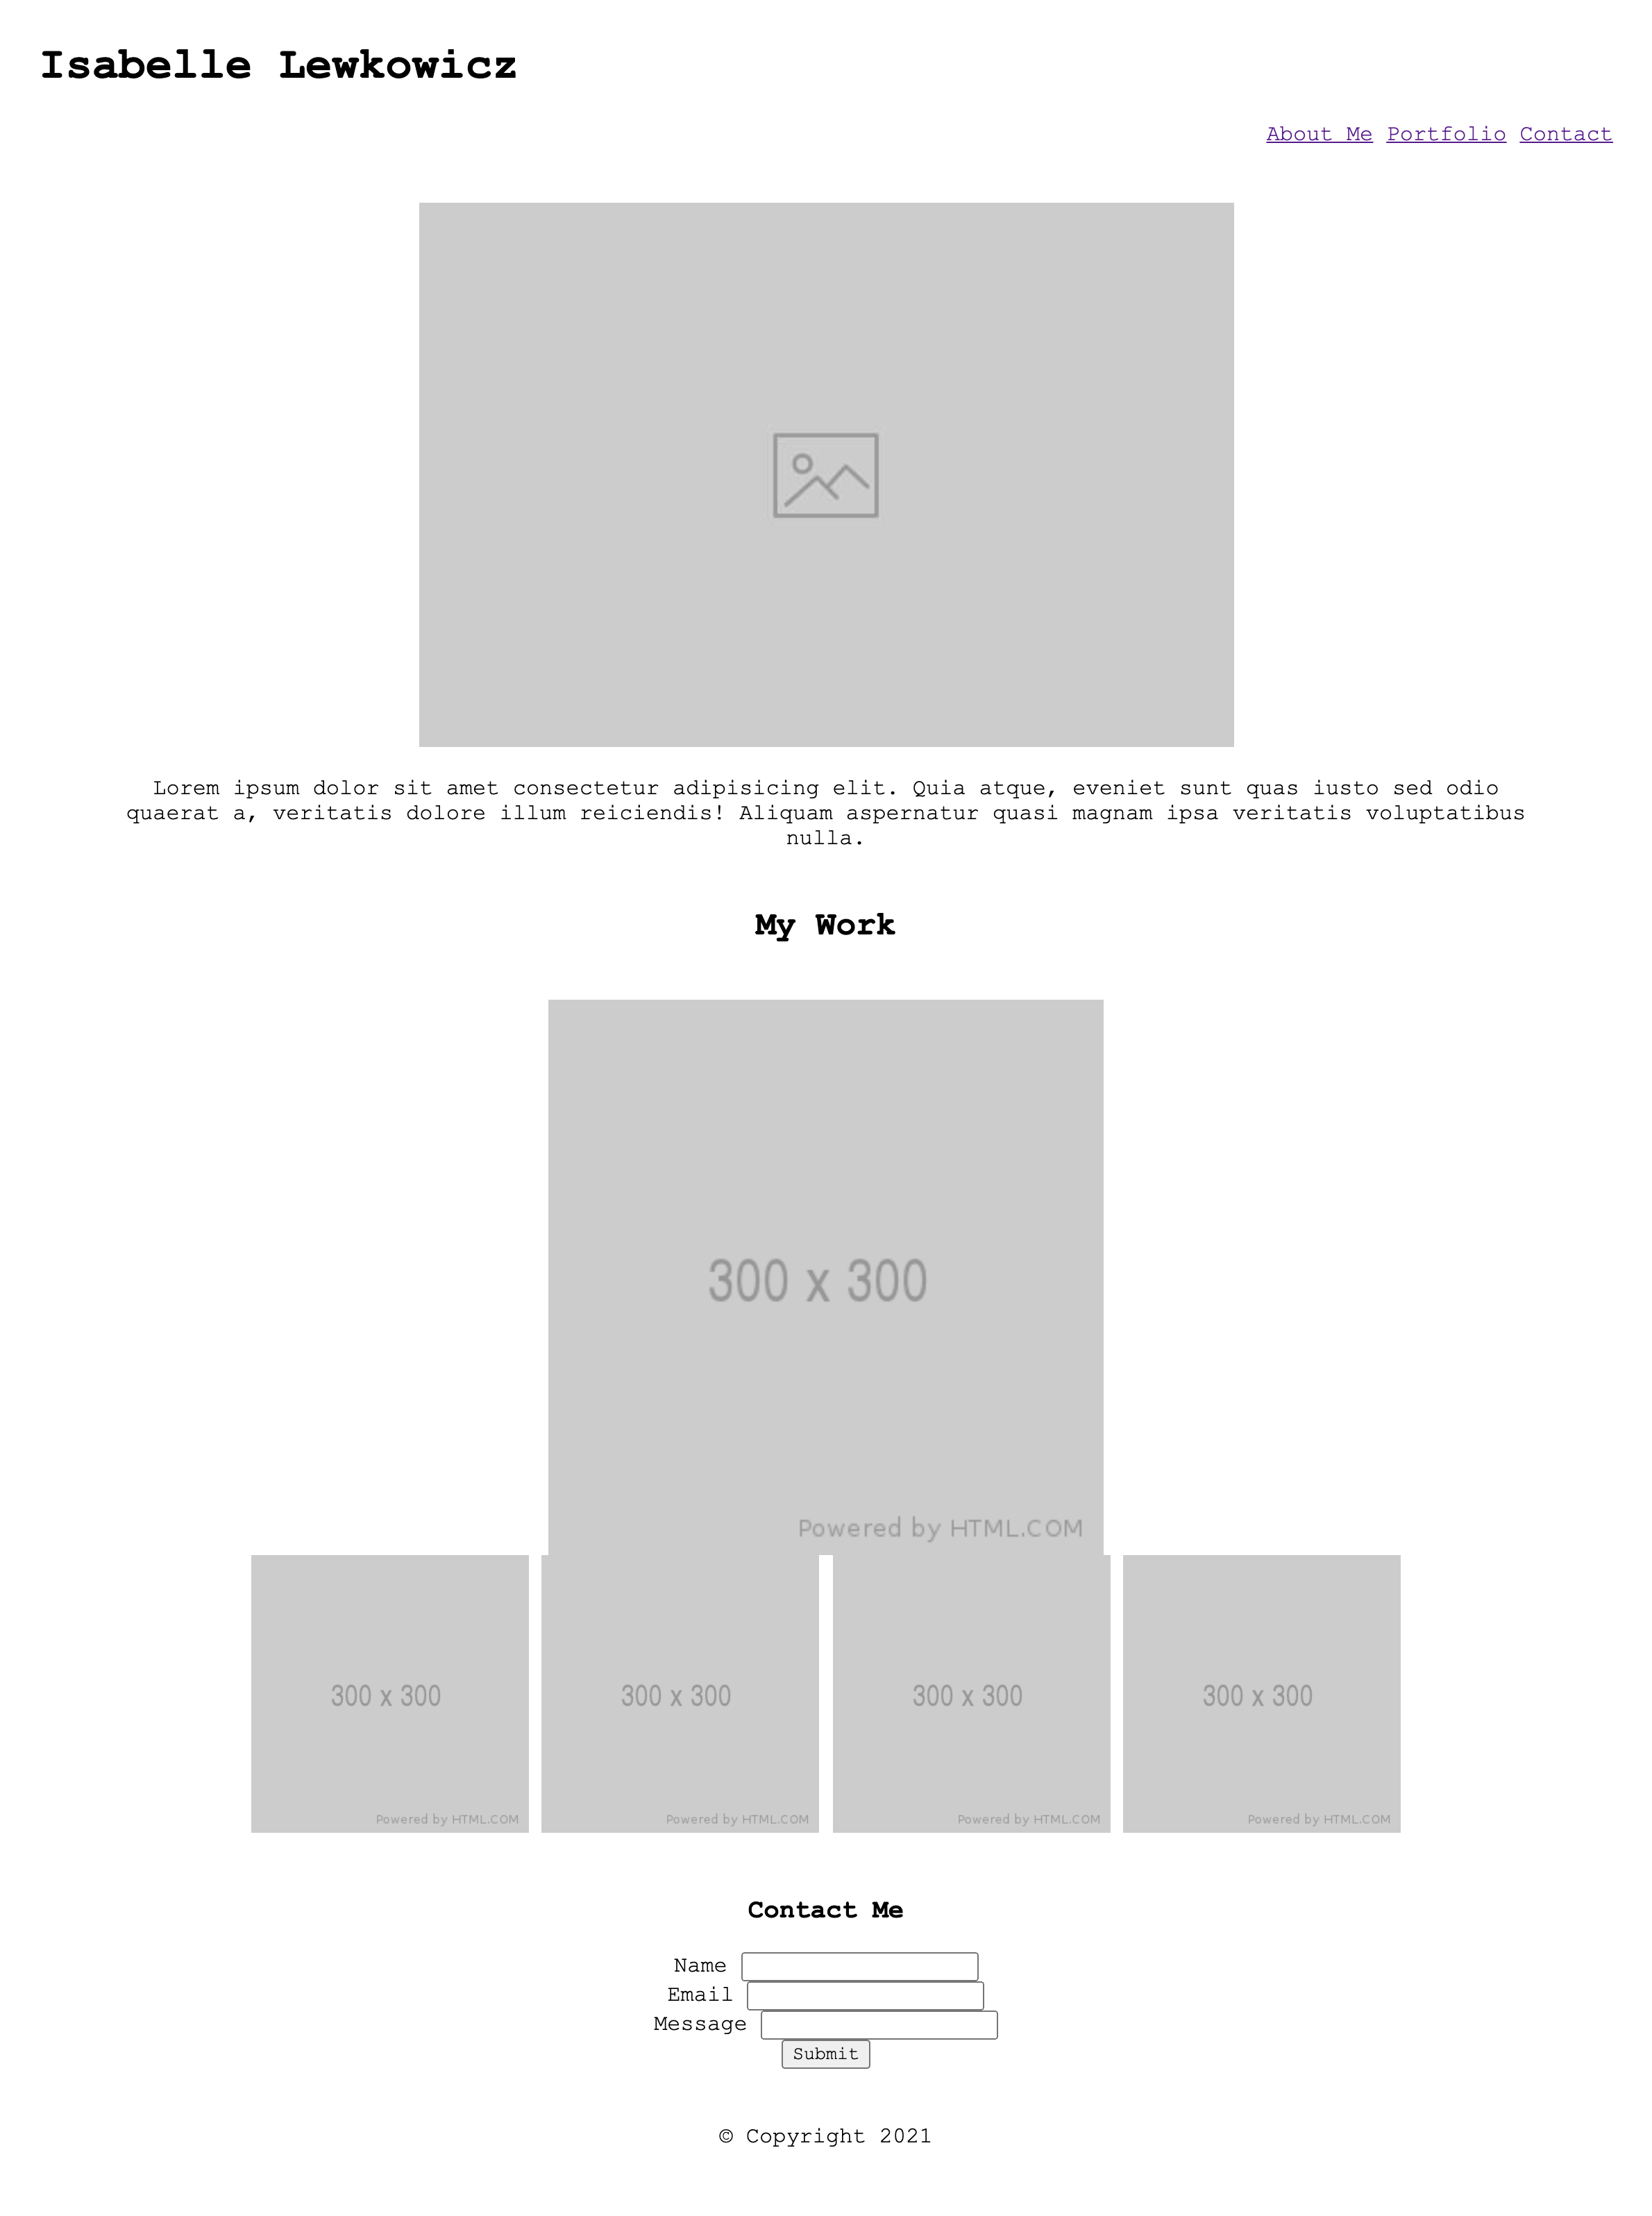 Isabelle Lewkowicz
About Me Portfolio Contact
Lorem ipsum dolor sit amet consectetur adipisicing elit. Quia atque, eveniet sunt quas iusto sed odio
quaerat a, veritatis dolore illum reiciendis! Aliquam aspernatur quasi magnam ipsa veritatis voluptatibus
nulla.
My Work
300 x 300
Powered by HTML.COM
300 x 300
Powered by HTML.COM
300 x 300
Powered by HTML.COM
300 x 300
Powered by HTML.COM
300 x 300
Powered by HTML.COM
Contact Me
Name
Email
Message
Submit
© Copyright 2021